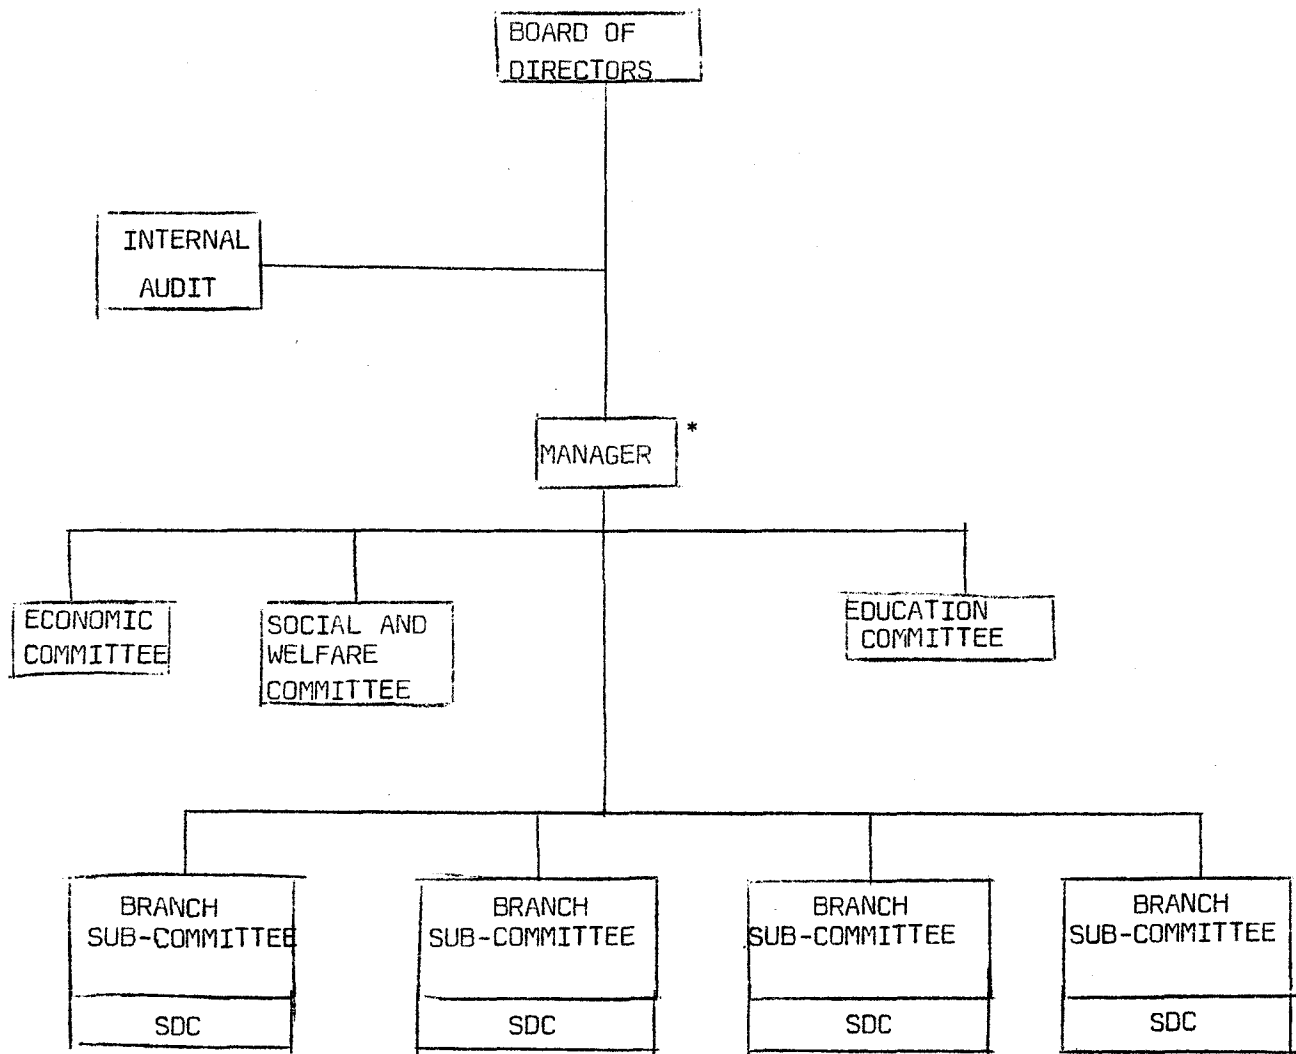 BOARD OF
DIRECTORS
INTERNAL
AUDIT
MANAGER *
ECONOMIC
COMMITTEE
SOCIAL AND
WELFARE
COMMITTEE
EDUCATION
COMMITTEE
BRANCH
SUB-COMMITTEE
SDC
BRANCH
SUB-COMMITTEE
SDC
BRANCH
SUB-COMMITTEE
SDC
BRANCH
SUB-COMMITTEE
SDC